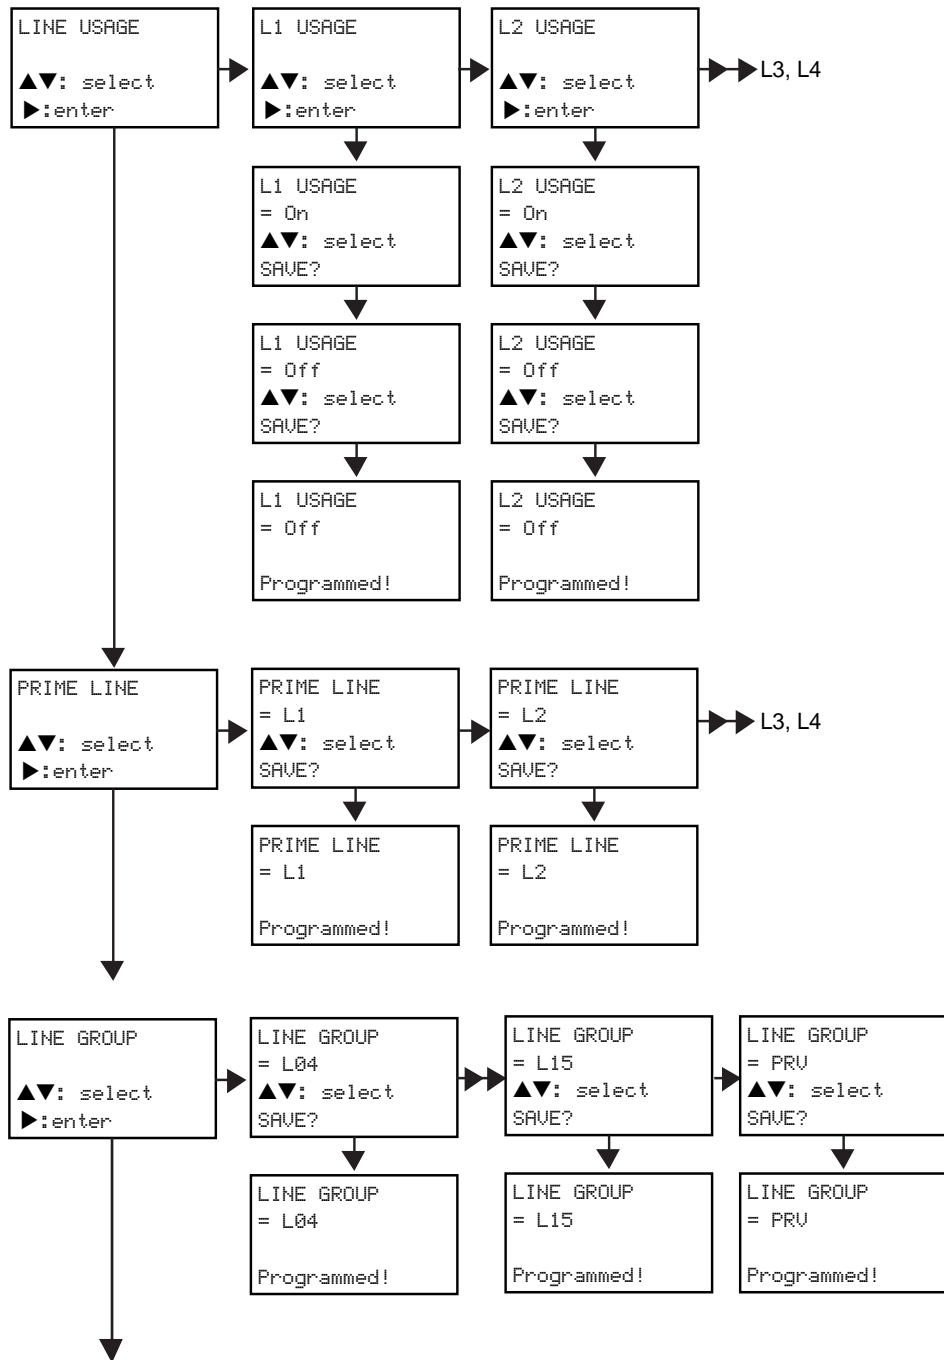 LINE USAGE
▲▼: select
▶:enter
L1 USAGE
▲▼: select
▶:enter
L2 USAGE
▲▼: select
▶:enter
L3, L4
L1 USAGE
= On
▲▼: select
SAVE?
L2 USAGE
= On
▲▼: select
SAVE?
L1 USAGE
= Off
▲▼: select
SAVE?
L2 USAGE
= Off
▲▼: select
SAVE?
L1 USAGE
= Off
Programmed!
L2 USAGE
= Off
Programmed!
PRIME LINE
▲▼: select
▶:enter
PRIME LINE
= L1
▲▼: select
SAVE?
PRIME LINE
= L2
▲▼: select
SAVE?
L3, L4
PRIME LINE
= L1
Programmed!
PRIME LINE
= L2
Programmed!
LINE GROUP
▲▼: select
▶:enter
LINE GROUP
= L04
▲▼: select
SAVE?
LINE GROUP
= L15
▲▼: select
SAVE?
LINE GROUP
= PRV
▲▼: select
SAVE?
LINE GROUP
= L04
Programmed!
LINE GROUP
= L15
Programmed!
LINE GROUP
= PRV
Programmed!